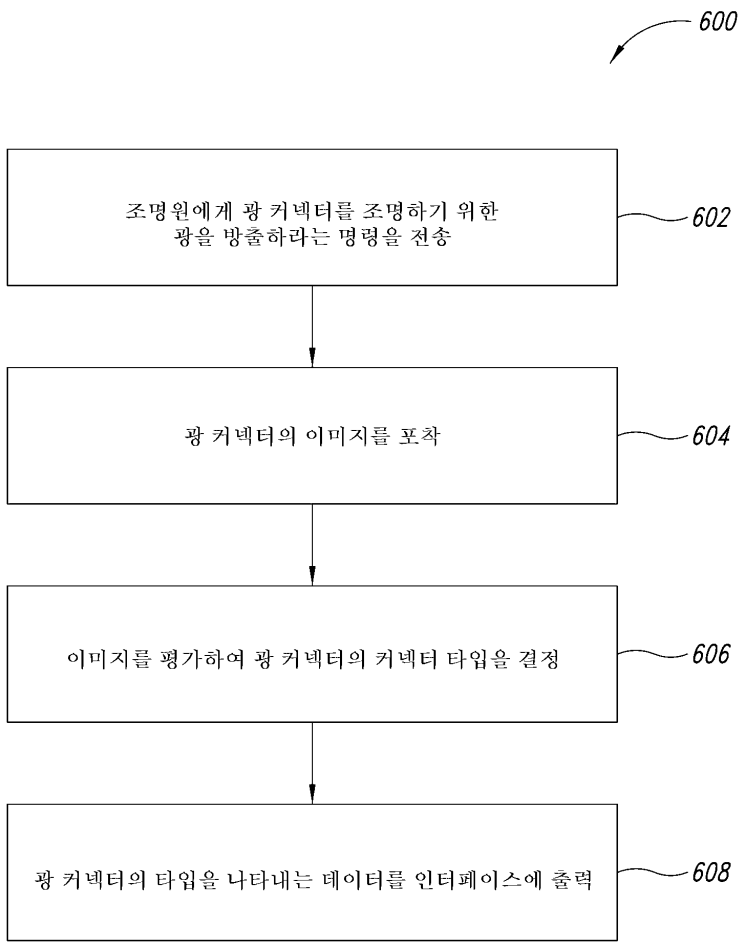 600
조명원에게 광 커넥터를 조명하기 위한
광을 방출하라는 명령을 전송
602
광 커넥터의 이미지를 포착
604
이미지를 평가하여 광 커넥터의 커넥터 타입을 결정
606
광 커넥터의 타입을 나타내는 데이터를 인터페이스에 출력
608